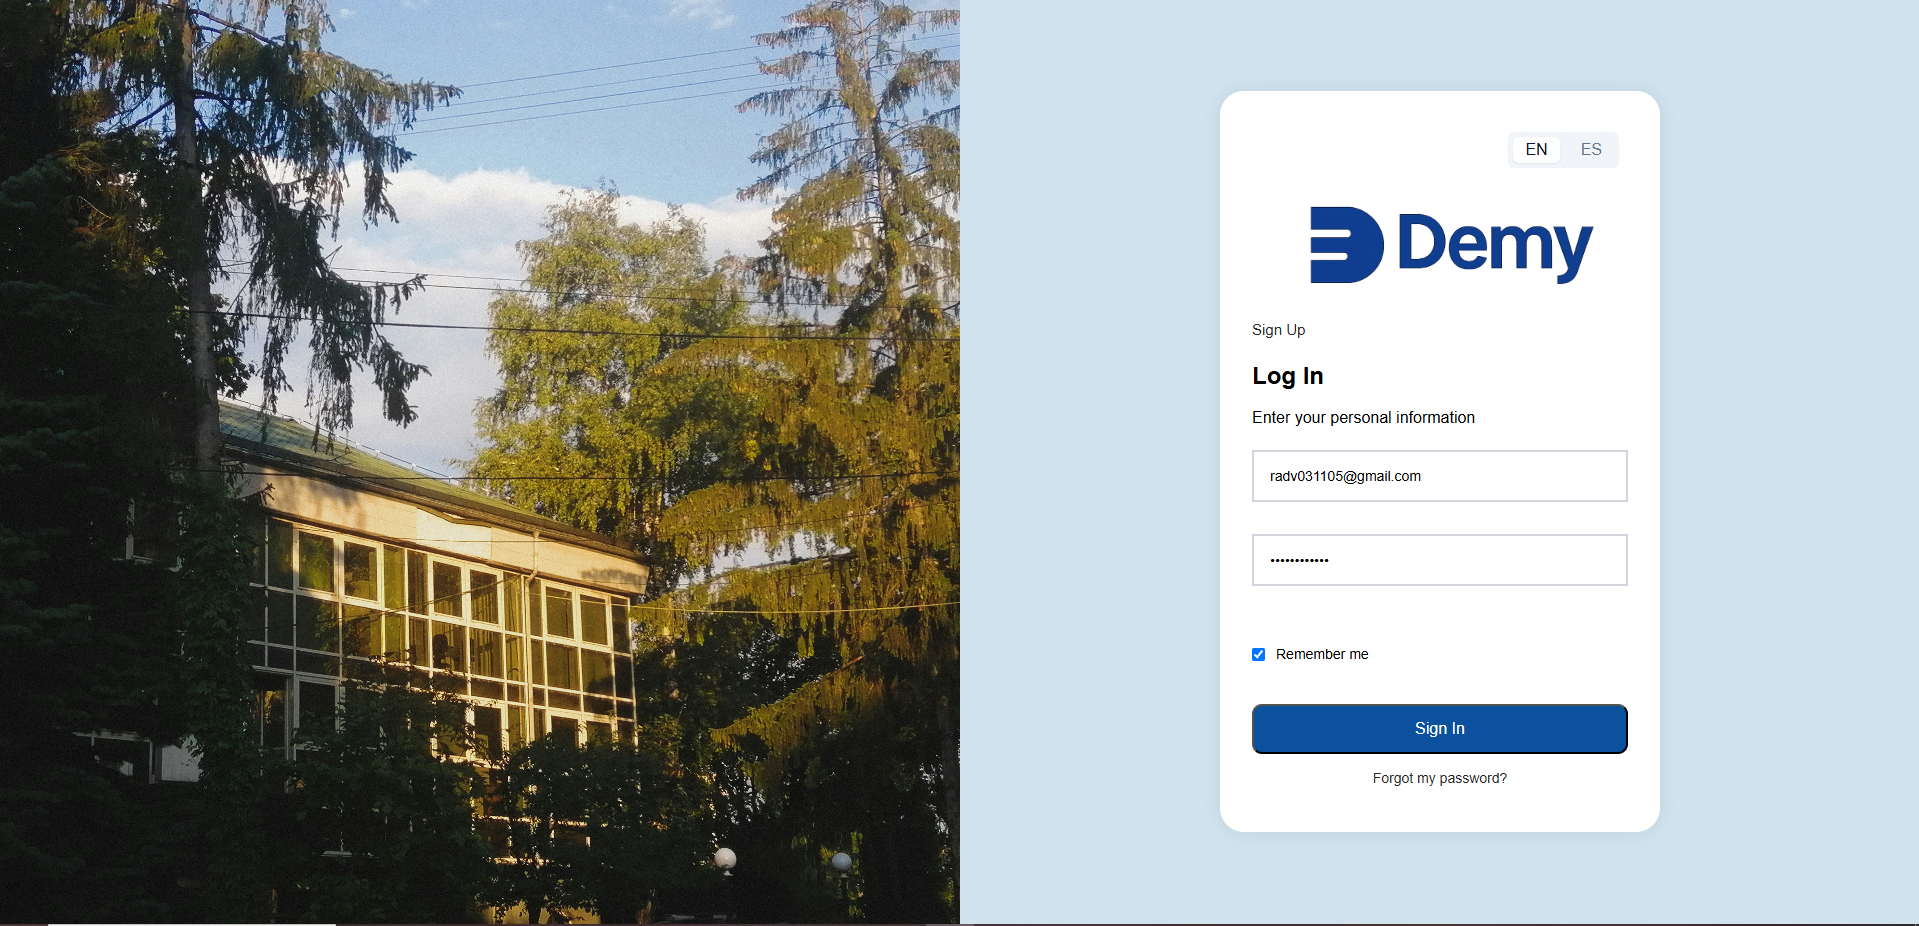 EN ES
Demy
Sign Up
Log In
Enter your personal information
radv031105@gmail.com
••••••••••••
Remember me
Sign In
Forgot my password?